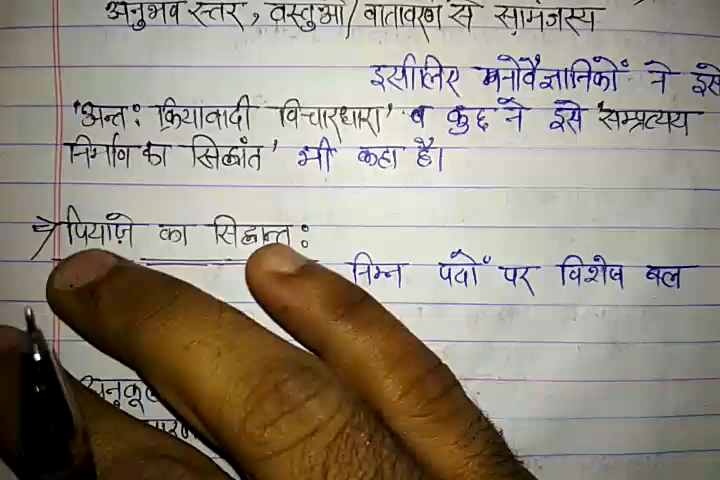 अनुभव स्तर, वस्तुओं/वातावरण से सामंजस्य
इसीलिए मनोवैज्ञानिकों ने इसे
'अन्तः क्रियावादी विचारधारा' व कुछ ने इसे 'सम्प्रत्यय
निर्माण का सिद्धांत' भी कहा है।
→ पियाजे़ का सिद्धान्त:
निम्न पदों पर विशेष बल